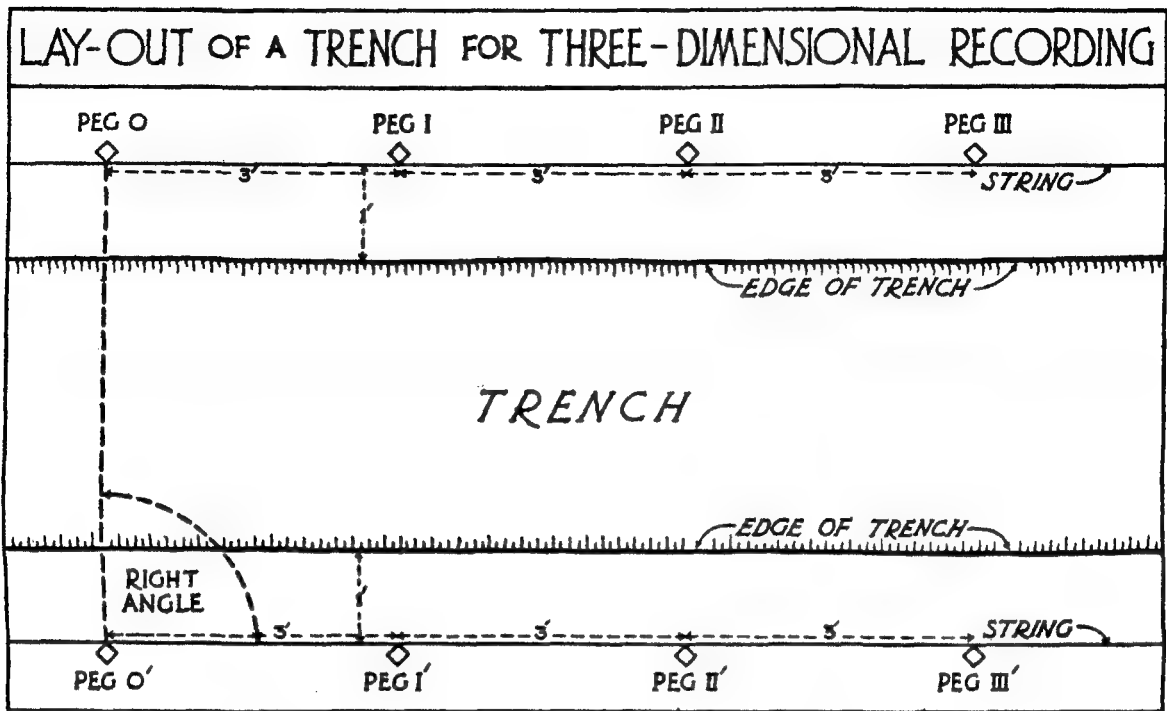 LAY-OUT OF A TRENCH FOR THREE-DIMENSIONAL RECORDING
PEG O PEG I PEG II PEG III
3' 3' 3'
STRING
1'
EDGE OF TRENCH
TRENCH
EDGE OF TRENCH
RIGHT
ANGLE
1'
3' 3' 3' STRING
PEG O' PEG I' PEG II' PEG III'